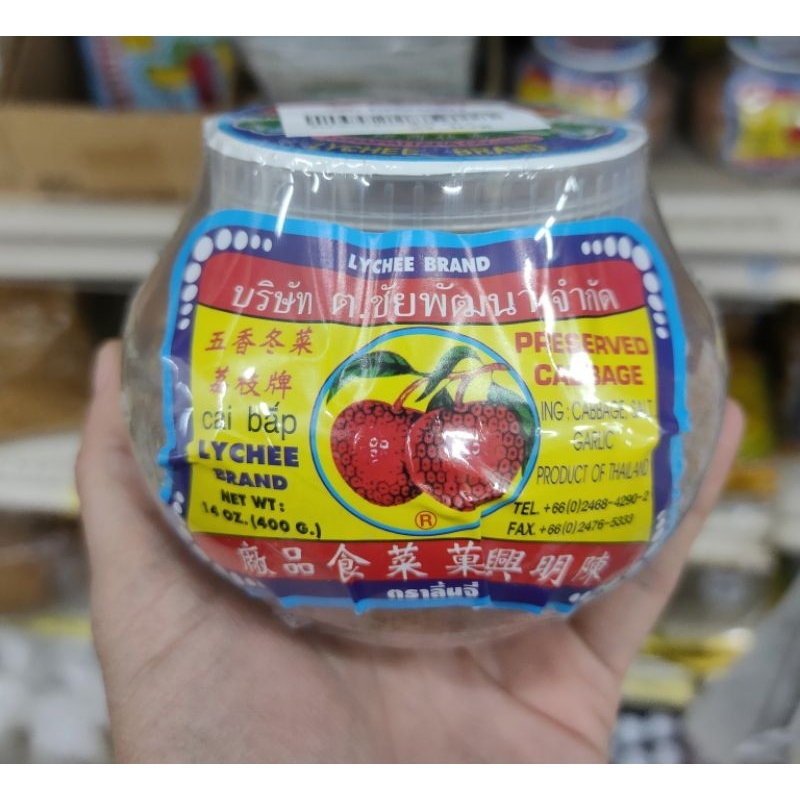 LYCHEE BRAND
LYCHEE BRAND
บริษัท ต.ชัยพัฒนา จำกัด
五香冬菜
荔枝牌
cải bắp
LYCHEE
BRAND
NET WT:
14 OZ. (400 G.)
PRESERVED
CABBAGE
ING : CABBAGE, SALT
GARLIC
PRODUCT OF THAILAND
TEL. +66(0)2468-4290-2
FAX. +66(0)2476-5333
®
廠品食菜菓興明陳
ตราลิ้นจี่